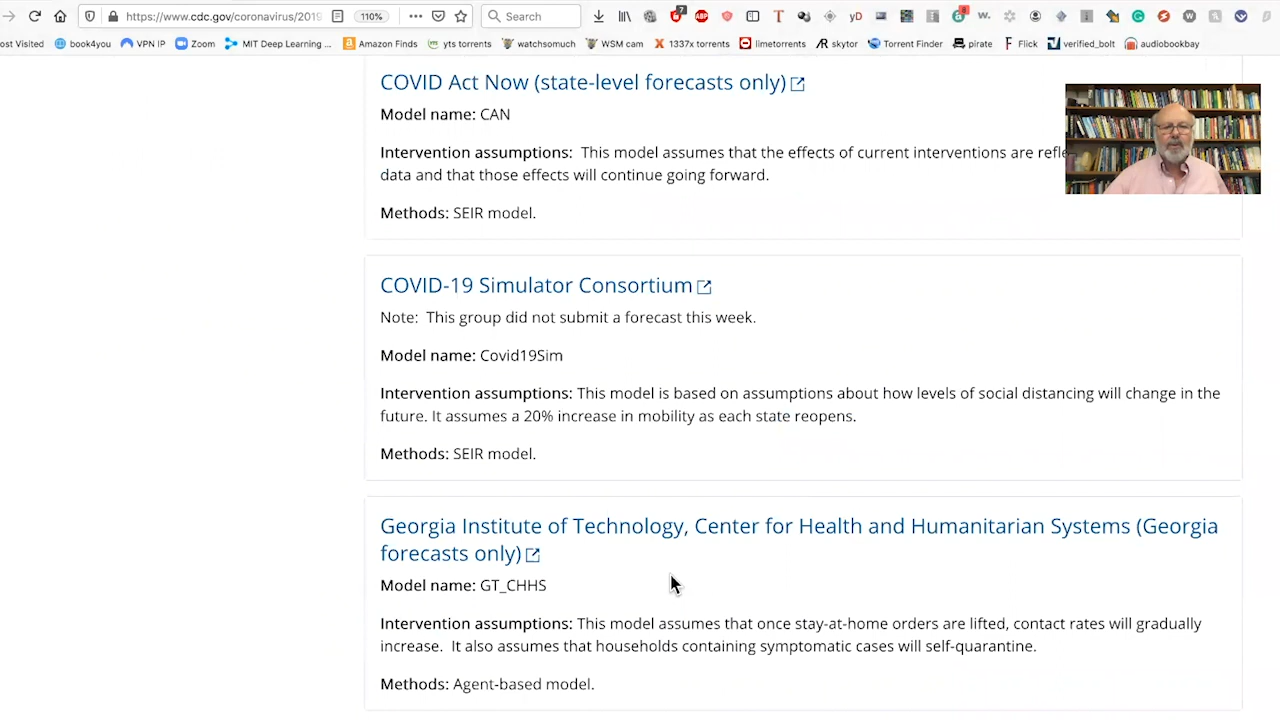 https://www.cdc.gov/coronavirus/2019
110%
Search
ost Visited
book4you
VPN IP
Zoom
MIT Deep Learning ...
Amazon Finds
yts torrents
watchsomuch
WSM cam
1337x torrents
limetorrents
skytor
Torrent Finder
pirate
Flick
verified_bolt
audiobookbay
COVID Act Now (state-level forecasts only)
Model name: CAN
Intervention assumptions: This model assumes that the effects of current interventions are refle
data and that those effects will continue going forward.
Methods: SEIR model.
COVID-19 Simulator Consortium
Note: This group did not submit a forecast this week.
Model name: Covid19Sim
Intervention assumptions: This model is based on assumptions about how levels of social distancing will change in the
future. It assumes a 20% increase in mobility as each state reopens.
Methods: SEIR model.
Georgia Institute of Technology, Center for Health and Humanitarian Systems (Georgia
forecasts only)
Model name: GT_CHHS
Intervention assumptions: This model assumes that once stay-at-home orders are lifted, contact rates will gradually
increase. It also assumes that households containing symptomatic cases will self-quarantine.
Methods: Agent-based model.